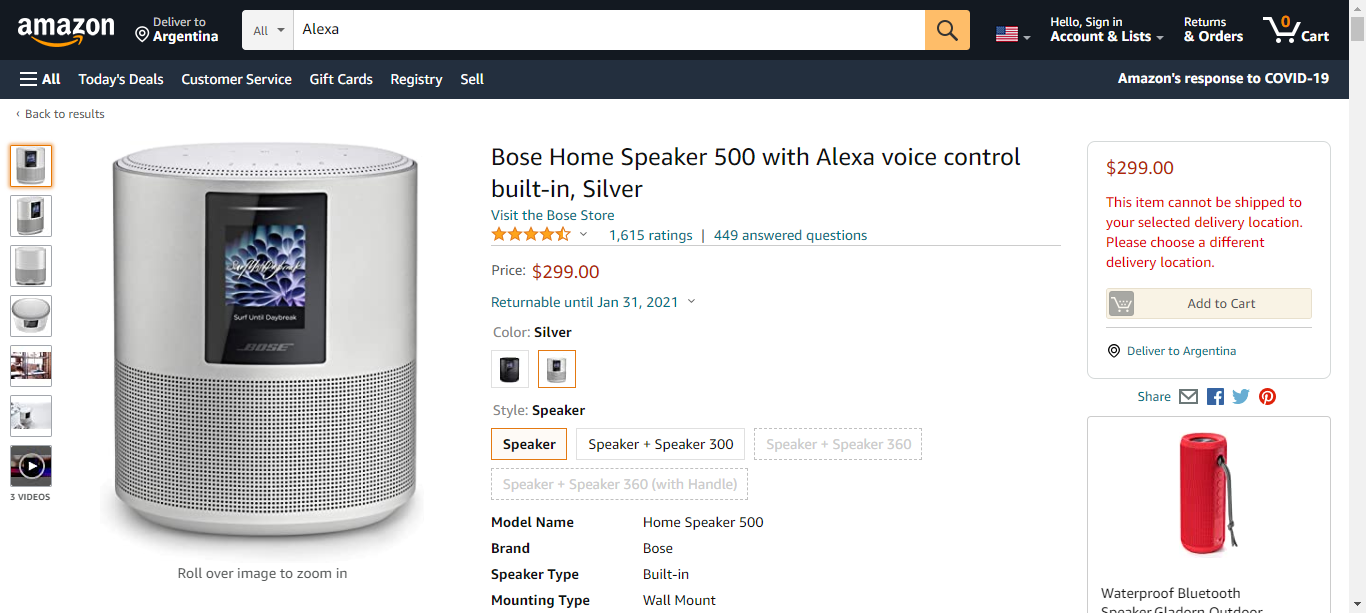 amazon
Deliver to
Argentina
All
Alexa
Hello, Sign in
Account & Lists
Returns
& Orders
0
Cart
All
Today's Deals
Customer Service
Gift Cards
Registry
Sell
Amazon's response to COVID-19
‹ Back to results
Bose Home Speaker 500 with Alexa voice control
built-in, Silver
Visit the Bose Store
1,615 ratings | 449 answered questions
Price: $299.00
Returnable until Jan 31, 2021
Color: Silver
Style: Speaker
Speaker
Speaker + Speaker 300
Speaker + Speaker 360
Speaker + Speaker 360 (with Handle)
Model Name Home Speaker 500
Brand Bose
Speaker Type Built-in
Mounting Type Wall Mount
Surf Until Daybreak
BOSE
3 VIDEOS
Roll over image to zoom in
$299.00
This item cannot be shipped to
your selected delivery location.
Please choose a different
delivery location.
Add to Cart
Deliver to Argentina
Share
Waterproof Bluetooth
Speaker,Gladorn Outdoor